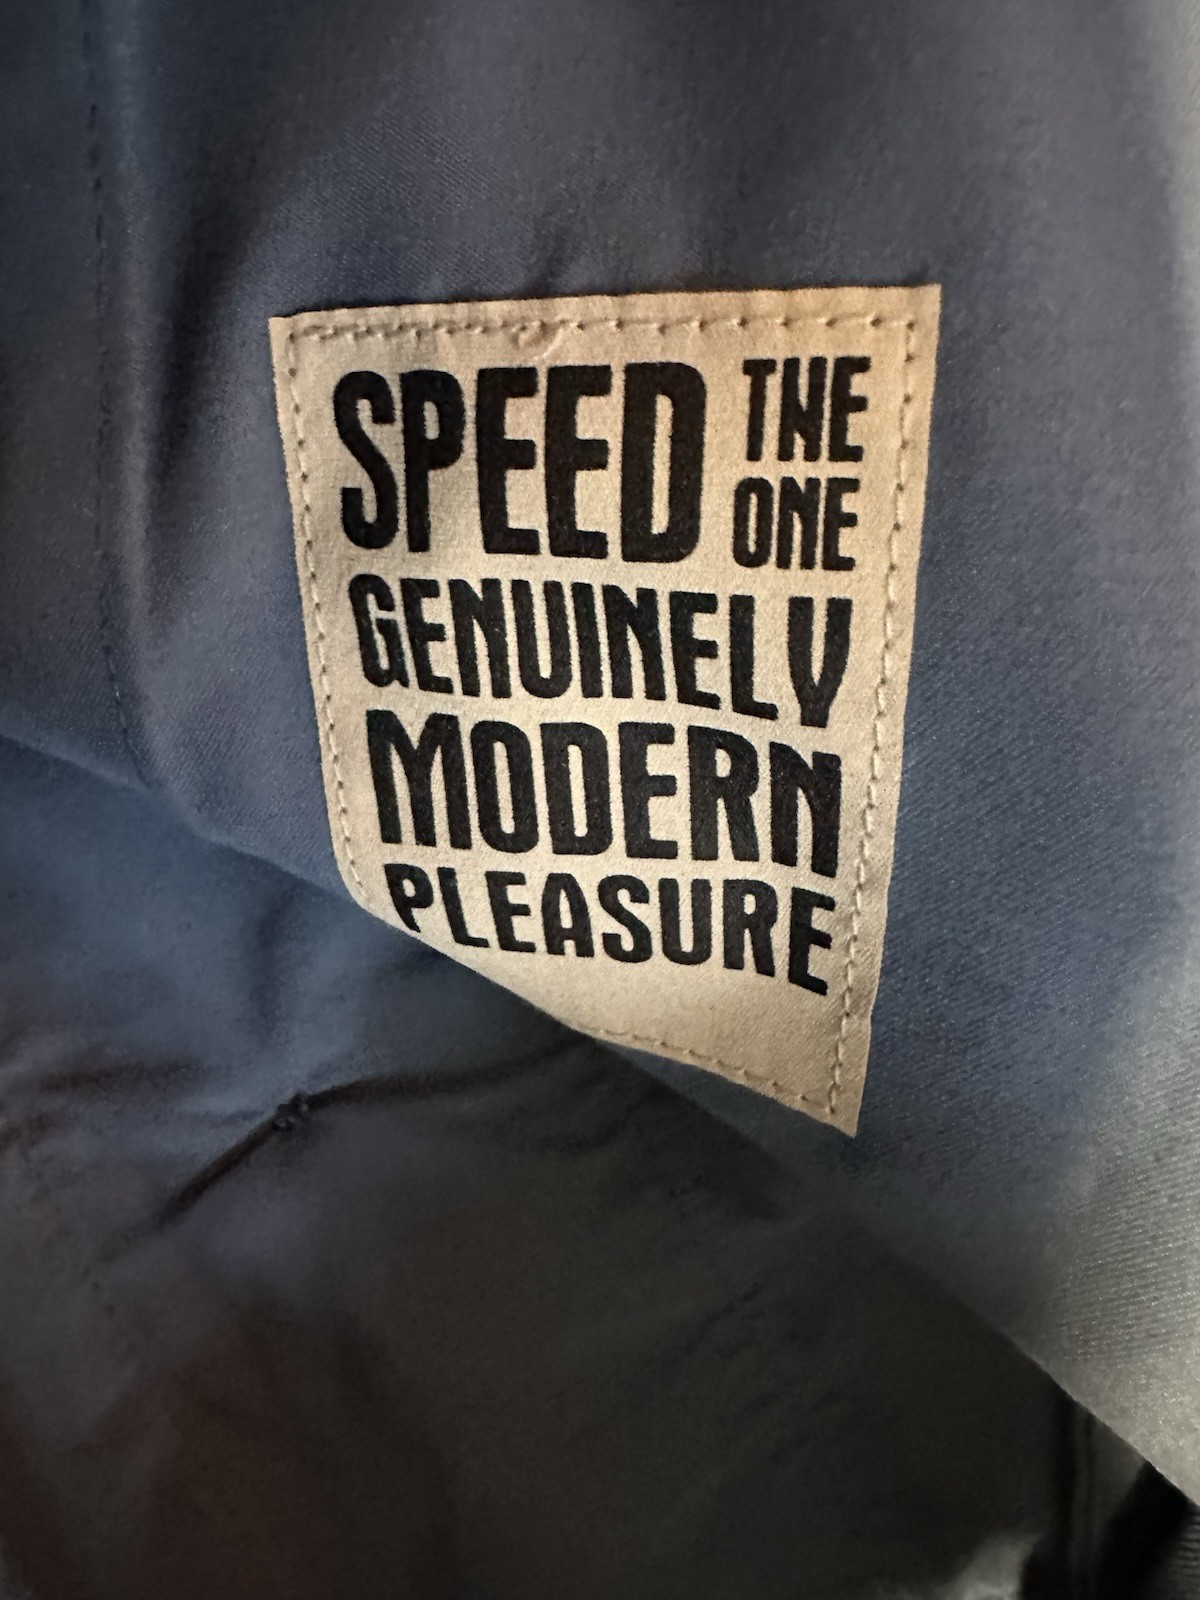 SPEED THE
ONE
GENUINELY
MODERN
PLEASURE